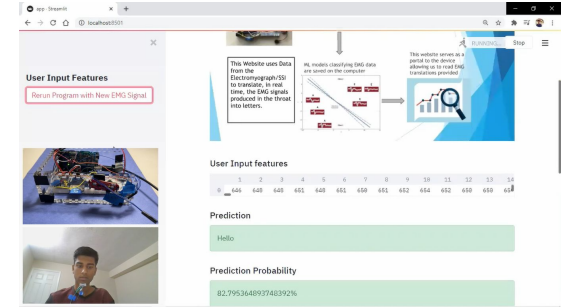 app · Streamlit
localhost:8501
RUNNING...
Stop
User Input Features
Rerun Program with New EMG Signal
This Website uses Data
from the
Electromyograph/SSI
to translate, in real
time, the EMG signals
produced in the throat
into letters.
ML models classifying EMG data
are saved on the computer
This website serves as a
portal to the device
allowing us to read EMG
translations provided
User Input features
1 2 3 4 5 6 7 8 9 10 11 12 13 14
0 646 648 648 651 648 651 650 651 652 654 652 650 650
Prediction
Hello
Prediction Probability
82.795364893748392%